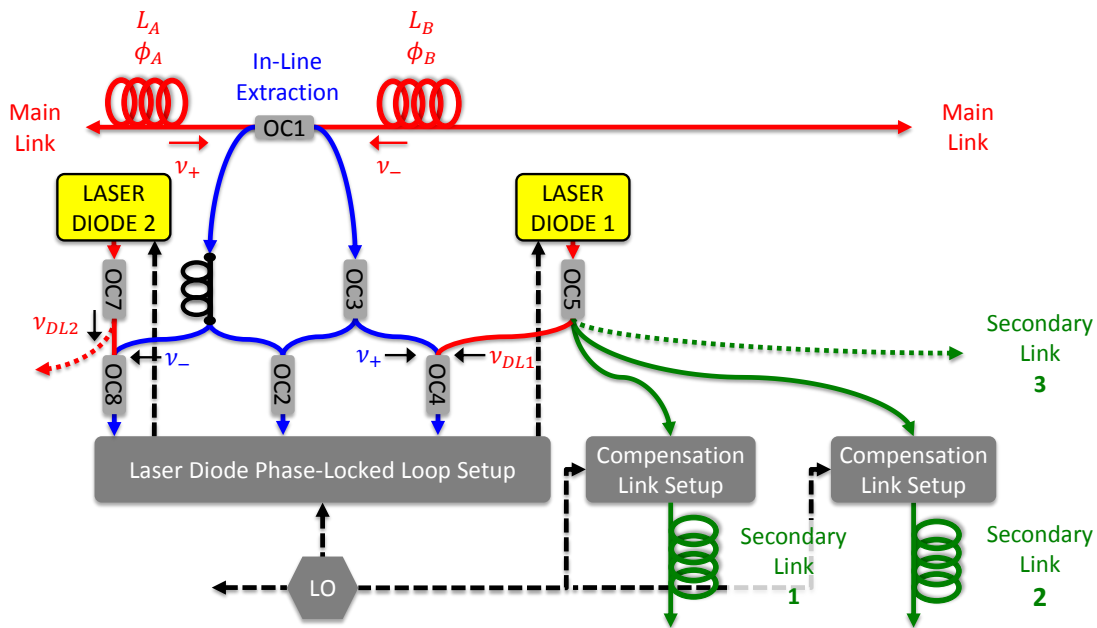 L_A
ϕ_A
L_B
ϕ_B
In-Line
Extraction
Main
Link
OC1
Main
Link
ν_+
ν_−
LASER
DIODE 2
LASER
DIODE 1
OC7
OC3
OC5
ν_DL2
ν_−
ν_+
ν_DL1
Secondary
Link
3
OC8
OC2
OC4
Laser Diode Phase-Locked Loop Setup
Compensation
Link Setup
Compensation
Link Setup
LO
Secondary
Link
1
Secondary
Link
2